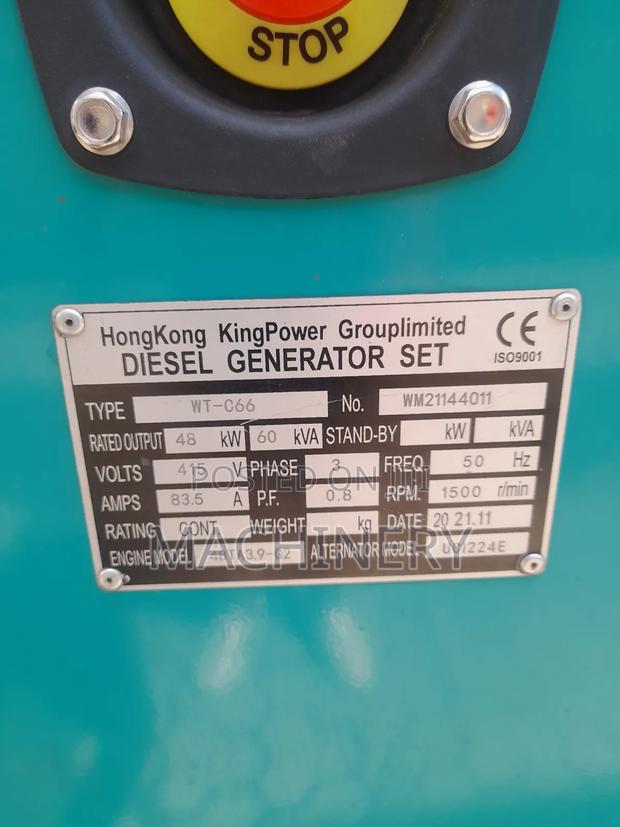 STOP
HongKong KingPower Grouplimited CE
DIESEL GENERATOR SET ISO9001
TYPE WT-C66 No. WM21144011
RATED OUTPUT 48 kW 60 kVA STAND-BY kW kVA
VOLTS 415 V PHASE 3 FREQ. 50 Hz
AMPS 83.5 A P.F. 0.8 RPM. 1500 r/min
RATING CONT. WEIGHT kg DATE 2021.11
ENGINE MODEL ALTERNATOR MODEL
POSTED ON
MACHINERY